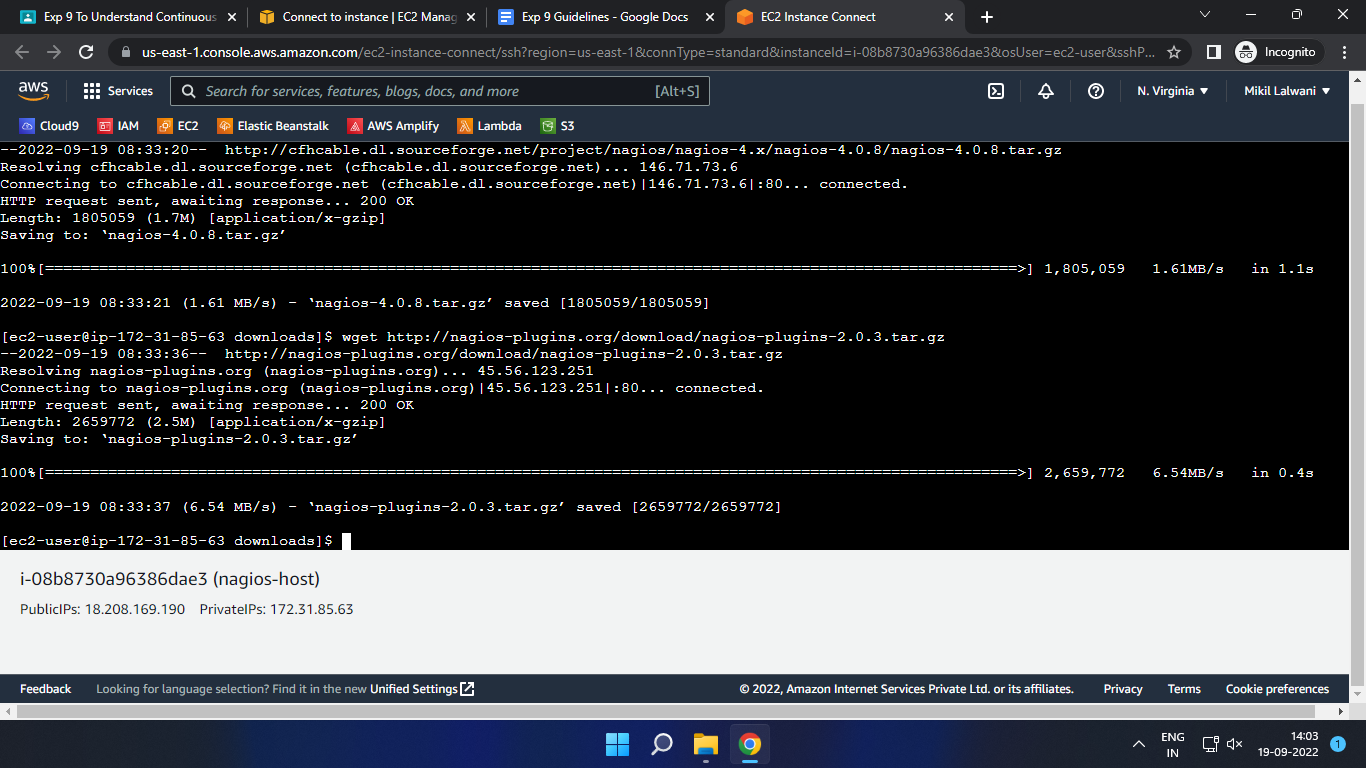 Exp 9 To Understand Continuous
Connect to instance | EC2 Manag
Exp 9 Guidelines - Google Docs
EC2 Instance Connect
us-east-1.console.aws.amazon.com/ec2-instance-connect/ssh?region=us-east-1&connType=standard&instanceId=i-08b8730a96386dae3&osUser=ec2-user&sshP...
Incognito
aws
Services
Search for services, features, blogs, docs, and more
[Alt+S]
N. Virginia
Mikil Lalwani
Cloud9
IAM
EC2
Elastic Beanstalk
AWS Amplify
Lambda
S3
--2022-09-19 08:33:20--  http://cfhcable.dl.sourceforge.net/project/nagios/nagios-4.x/nagios-4.0.8/nagios-4.0.8.tar.gz
Resolving cfhcable.dl.sourceforge.net (cfhcable.dl.sourceforge.net)... 146.71.73.6
Connecting to cfhcable.dl.sourceforge.net (cfhcable.dl.sourceforge.net)|146.71.73.6|:80... connected.
HTTP request sent, awaiting response... 200 OK
Length: 1805059 (1.7M) [application/x-gzip]
Saving to: ‘nagios-4.0.8.tar.gz’
100%[============================================================================================================>] 1,805,059   1.61MB/s   in 1.1s
2022-09-19 08:33:21 (1.61 MB/s) - ‘nagios-4.0.8.tar.gz’ saved [1805059/1805059]
[ec2-user@ip-172-31-85-63 downloads]$ wget http://nagios-plugins.org/download/nagios-plugins-2.0.3.tar.gz
--2022-09-19 08:33:36--  http://nagios-plugins.org/download/nagios-plugins-2.0.3.tar.gz
Resolving nagios-plugins.org (nagios-plugins.org)... 45.56.123.251
Connecting to nagios-plugins.org (nagios-plugins.org)|45.56.123.251|:80... connected.
HTTP request sent, awaiting response... 200 OK
Length: 2659772 (2.5M) [application/x-gzip]
Saving to: ‘nagios-plugins-2.0.3.tar.gz’
100%[============================================================================================================>] 2,659,772   6.54MB/s   in 0.4s
2022-09-19 08:33:37 (6.54 MB/s) - ‘nagios-plugins-2.0.3.tar.gz’ saved [2659772/2659772]
[ec2-user@ip-172-31-85-63 downloads]$
i-08b8730a96386dae3 (nagios-host)
PublicIPs: 18.208.169.190   PrivateIPs: 172.31.85.63
Feedback
Looking for language selection? Find it in the new Unified Settings
© 2022, Amazon Internet Services Private Ltd. or its affiliates.
Privacy
Terms
Cookie preferences
ENG
IN
14:03
19-09-2022
1